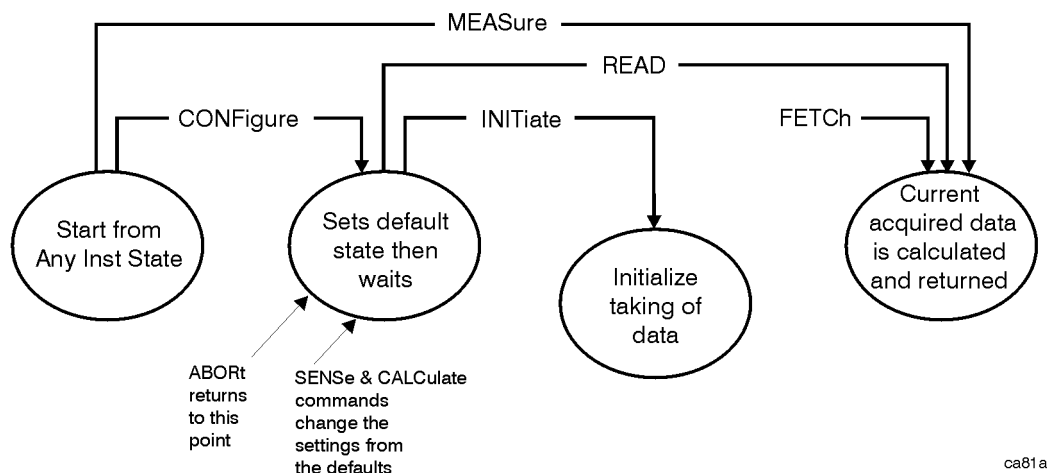 MEASure
READ
CONFigure
INITiate
FETCh
Start from
Any Inst State
Sets default
state then
waits
Initialize
taking of
data
Current
acquired data
is calculated
and returned
ABORt
returns
to this
point
SENSe & CALCulate
commands
change the
settings from
the defaults
ca81a